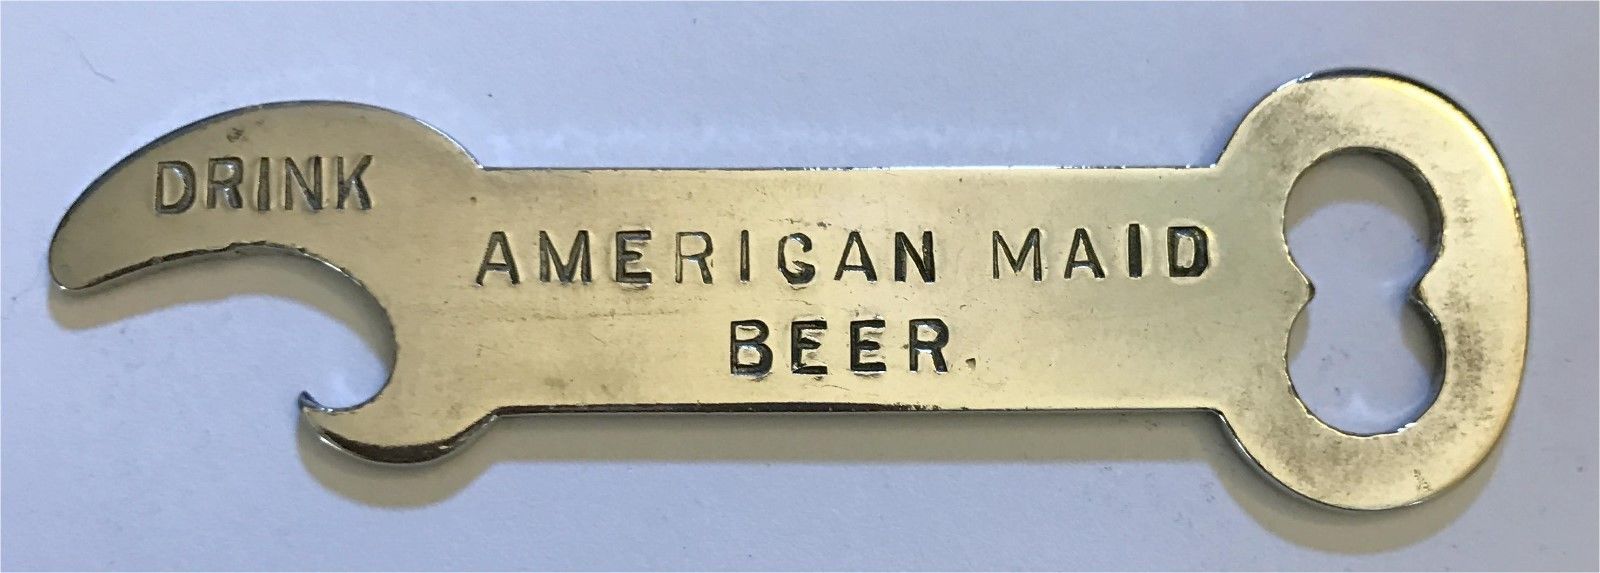 DRINK
AMERICAN MAID
BEER.